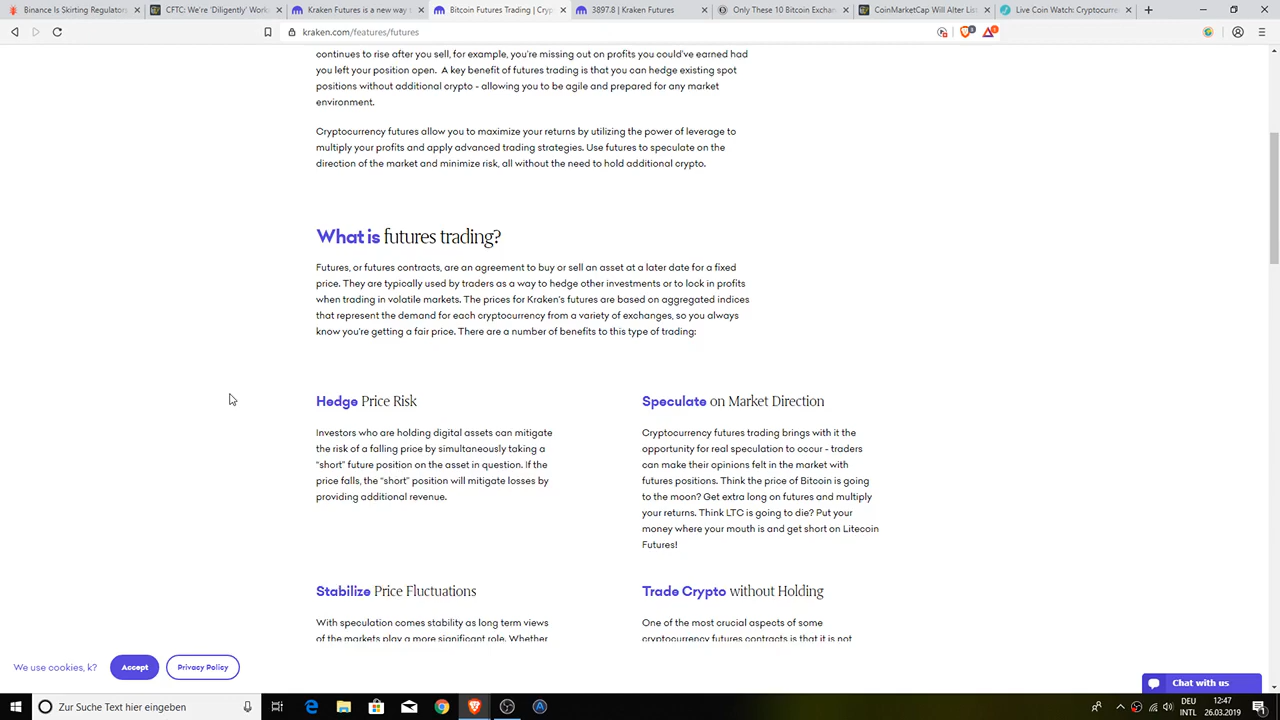 Binance Is Skirting Regulators
CFTC: We're 'Diligently' Work
Kraken Futures is a new way t
Bitcoin Futures Trading | Cryp
3897.8 | Kraken Futures
Only These 10 Bitcoin Exchan
CoinMarketCap Will Alter List
Live Coin Watch: Cryptocurre
kraken.com/features/futures
continues to rise after you sell, for example, you're missing out on profits you could've earned had
you left your position open. A key benefit of futures trading is that you can hedge existing spot
positions without additional crypto - allowing you to be agile and prepared for any market
environment.
Cryptocurrency futures allow you to maximize your returns by utilizing the power of leverage to
multiply your profits and apply advanced trading strategies. Use futures to speculate on the
direction of the market and minimize risk, all without the need to hold additional crypto.
What is futures trading?
Futures, or futures contracts, are an agreement to buy or sell an asset at a later date for a fixed
price. They are typically used by traders as a way to hedge other investments or to lock in profits
when trading in volatile markets. The prices for Kraken's futures are based on aggregated indices
that represent the demand for each cryptocurrency from a variety of exchanges, so you always
know you're getting a fair price. There are a number of benefits to this type of trading:
Hedge Price Risk
Investors who are holding digital assets can mitigate
the risk of a falling price by simultaneously taking a
“short” future position on the asset in question. If the
price falls, the “short” position will mitigate losses by
providing additional revenue.
Speculate on Market Direction
Cryptocurrency futures trading brings with it the
opportunity for real speculation to occur - traders
can make their opinions felt in the market with
futures positions. Think the price of Bitcoin is going
to the moon? Get extra long on futures and multiply
your returns. Think LTC is going to die? Put your
money where your mouth is and get short on Litecoin
Futures!
Stabilize Price Fluctuations
With speculation comes stability as long term views
of the markets play a more significant role. Whether
Trade Crypto without Holding
One of the most crucial aspects of some
cryptocurrency futures contracts is that it is not
We use cookies, k?
Accept
Privacy Policy
Chat with us
Zur Suche Text hier eingeben
DEU
INTL
12:47
26.03.2019